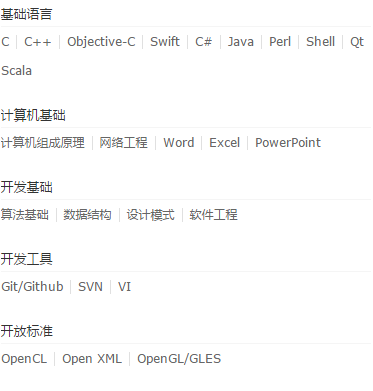 基础语言
C | C++ | Objective-C | Swift | C# | Java | Perl | Shell | Qt
Scala
计算机基础
计算机组成原理 | 网络工程 | Word | Excel | PowerPoint
开发基础
算法基础 | 数据结构 | 设计模式 | 软件工程
开发工具
Git/Github | SVN | VI
开放标准
OpenCL | Open XML | OpenGL/GLES